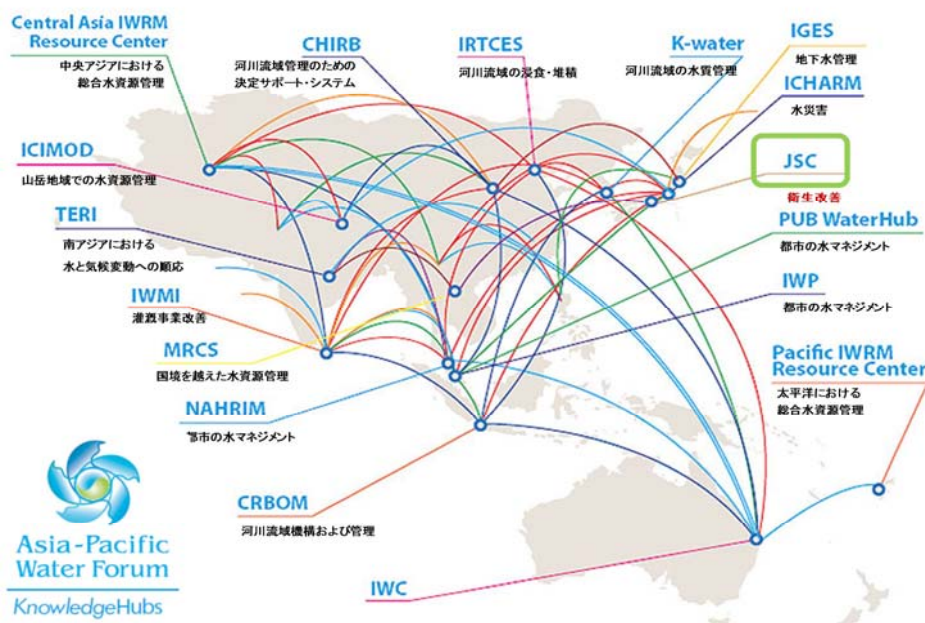 Central Asia IWRM
Resource Center
中央アジアにおける
総合水資源管理
CHIRB
河川流域管理のための
決定サポート・システム
IRTCES
河川流域の浸食・堆積
K-water
河川流域の水質管理
IGES
地下水管理
ICHARM
水災害
JSC
衛生改善
ICIMOD
山岳地域での水資源管理
TERI
南アジアにおける
水と気候変動への順応
PUB WaterHub
都市の水マネジメント
IWP
都市の水マネジメント
IWMI
灌漑事業改善
MRCS
国境を越えた水資源管理
Pacific IWRM
Resource Center
太平洋における
総合水資源管理
NAHRIM
都市の水マネジメント
CRBOM
河川流域機構および管理
IWC
Asia-Pacific
Water Forum
KnowledgeHubs